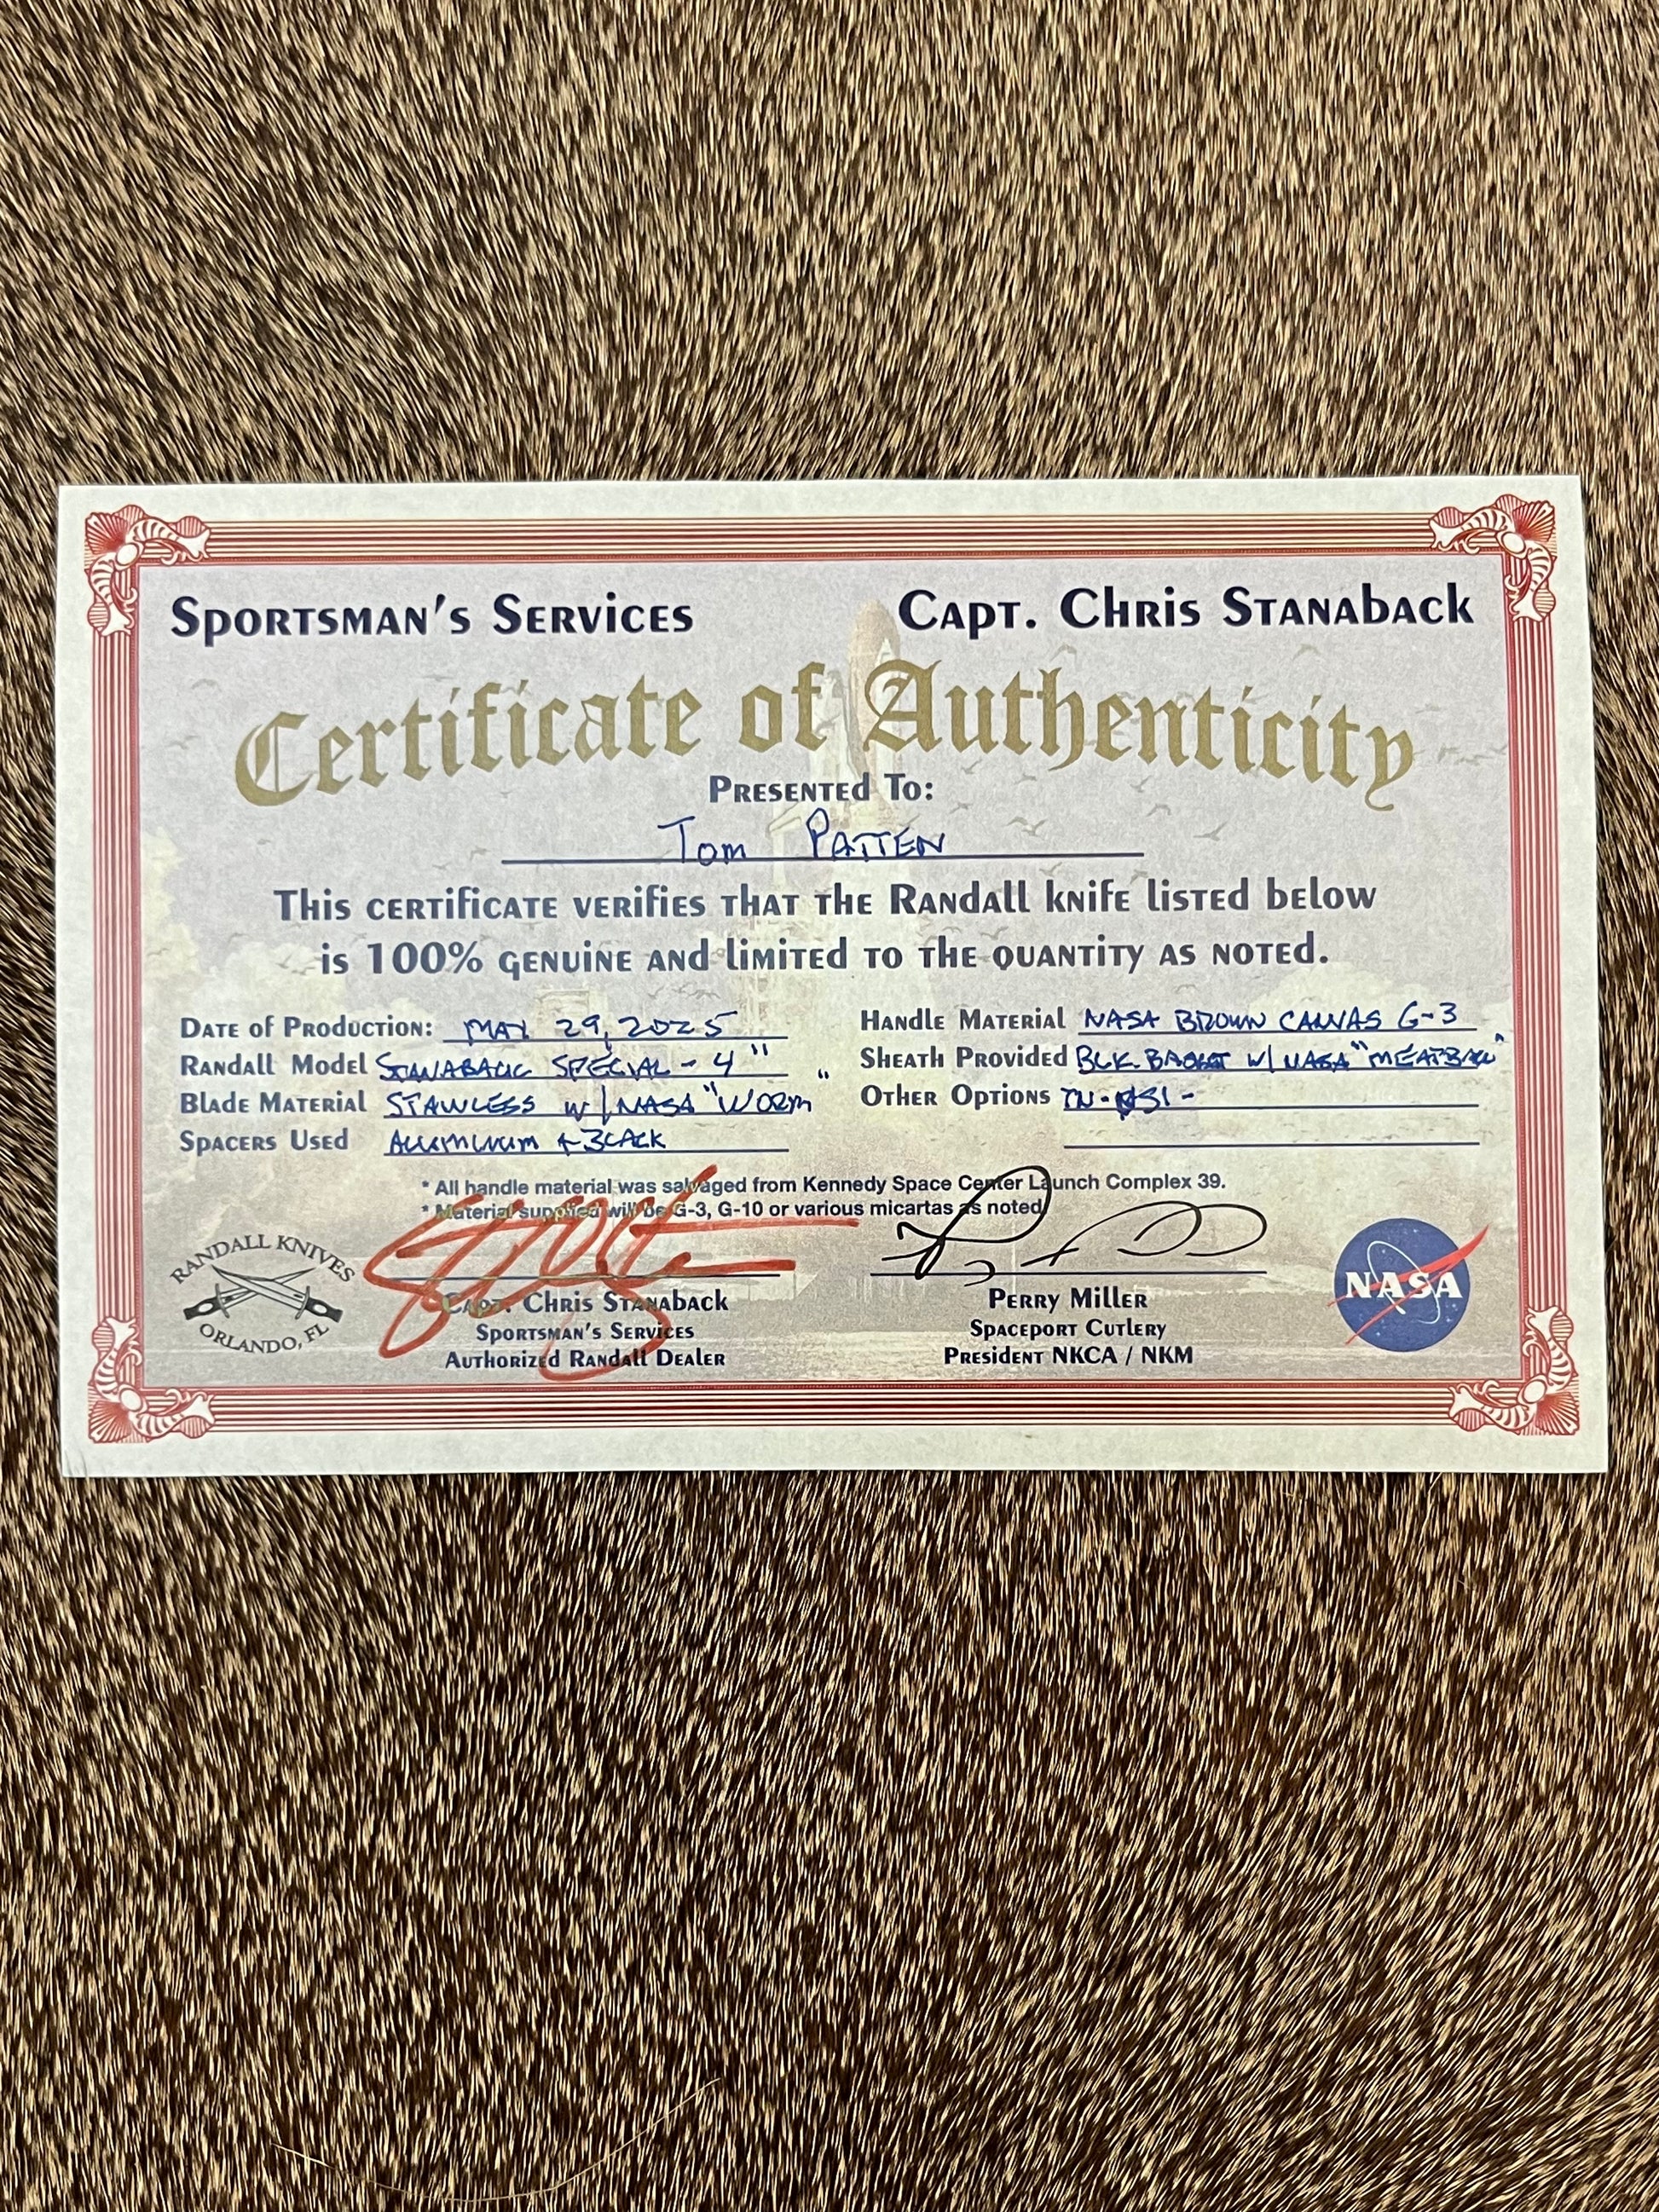 Sportsman's Services
Capt. Chris Stanaback
Certificate of Authenticity
Presented To:
Tom Patten
This certificate verifies that the Randall knife listed below
is 100% genuine and limited to the quantity as noted.
Date of Production: May 29, 2025
Randall Model Stanaback Special - 4"
Blade Material Stainless w/ NASA "Worm"
Spacers Used Aluminum + Black
Handle Material NASA Brown Canvas G-3
Sheath Provided Blk w/ NASA "Meatball"
Other Options
* All handle material was salvaged from Kennedy Space Center Launch Complex 39.
* Material supplied will be G-3, G-10 or various micartas as noted
RANDALL KNIVES
ORLANDO, FL
Capt. Chris Stanaback
Sportsman's Services
Authorized Randall Dealer
Perry Miller
Spaceport Cutlery
President NKCA / NKM
NASA